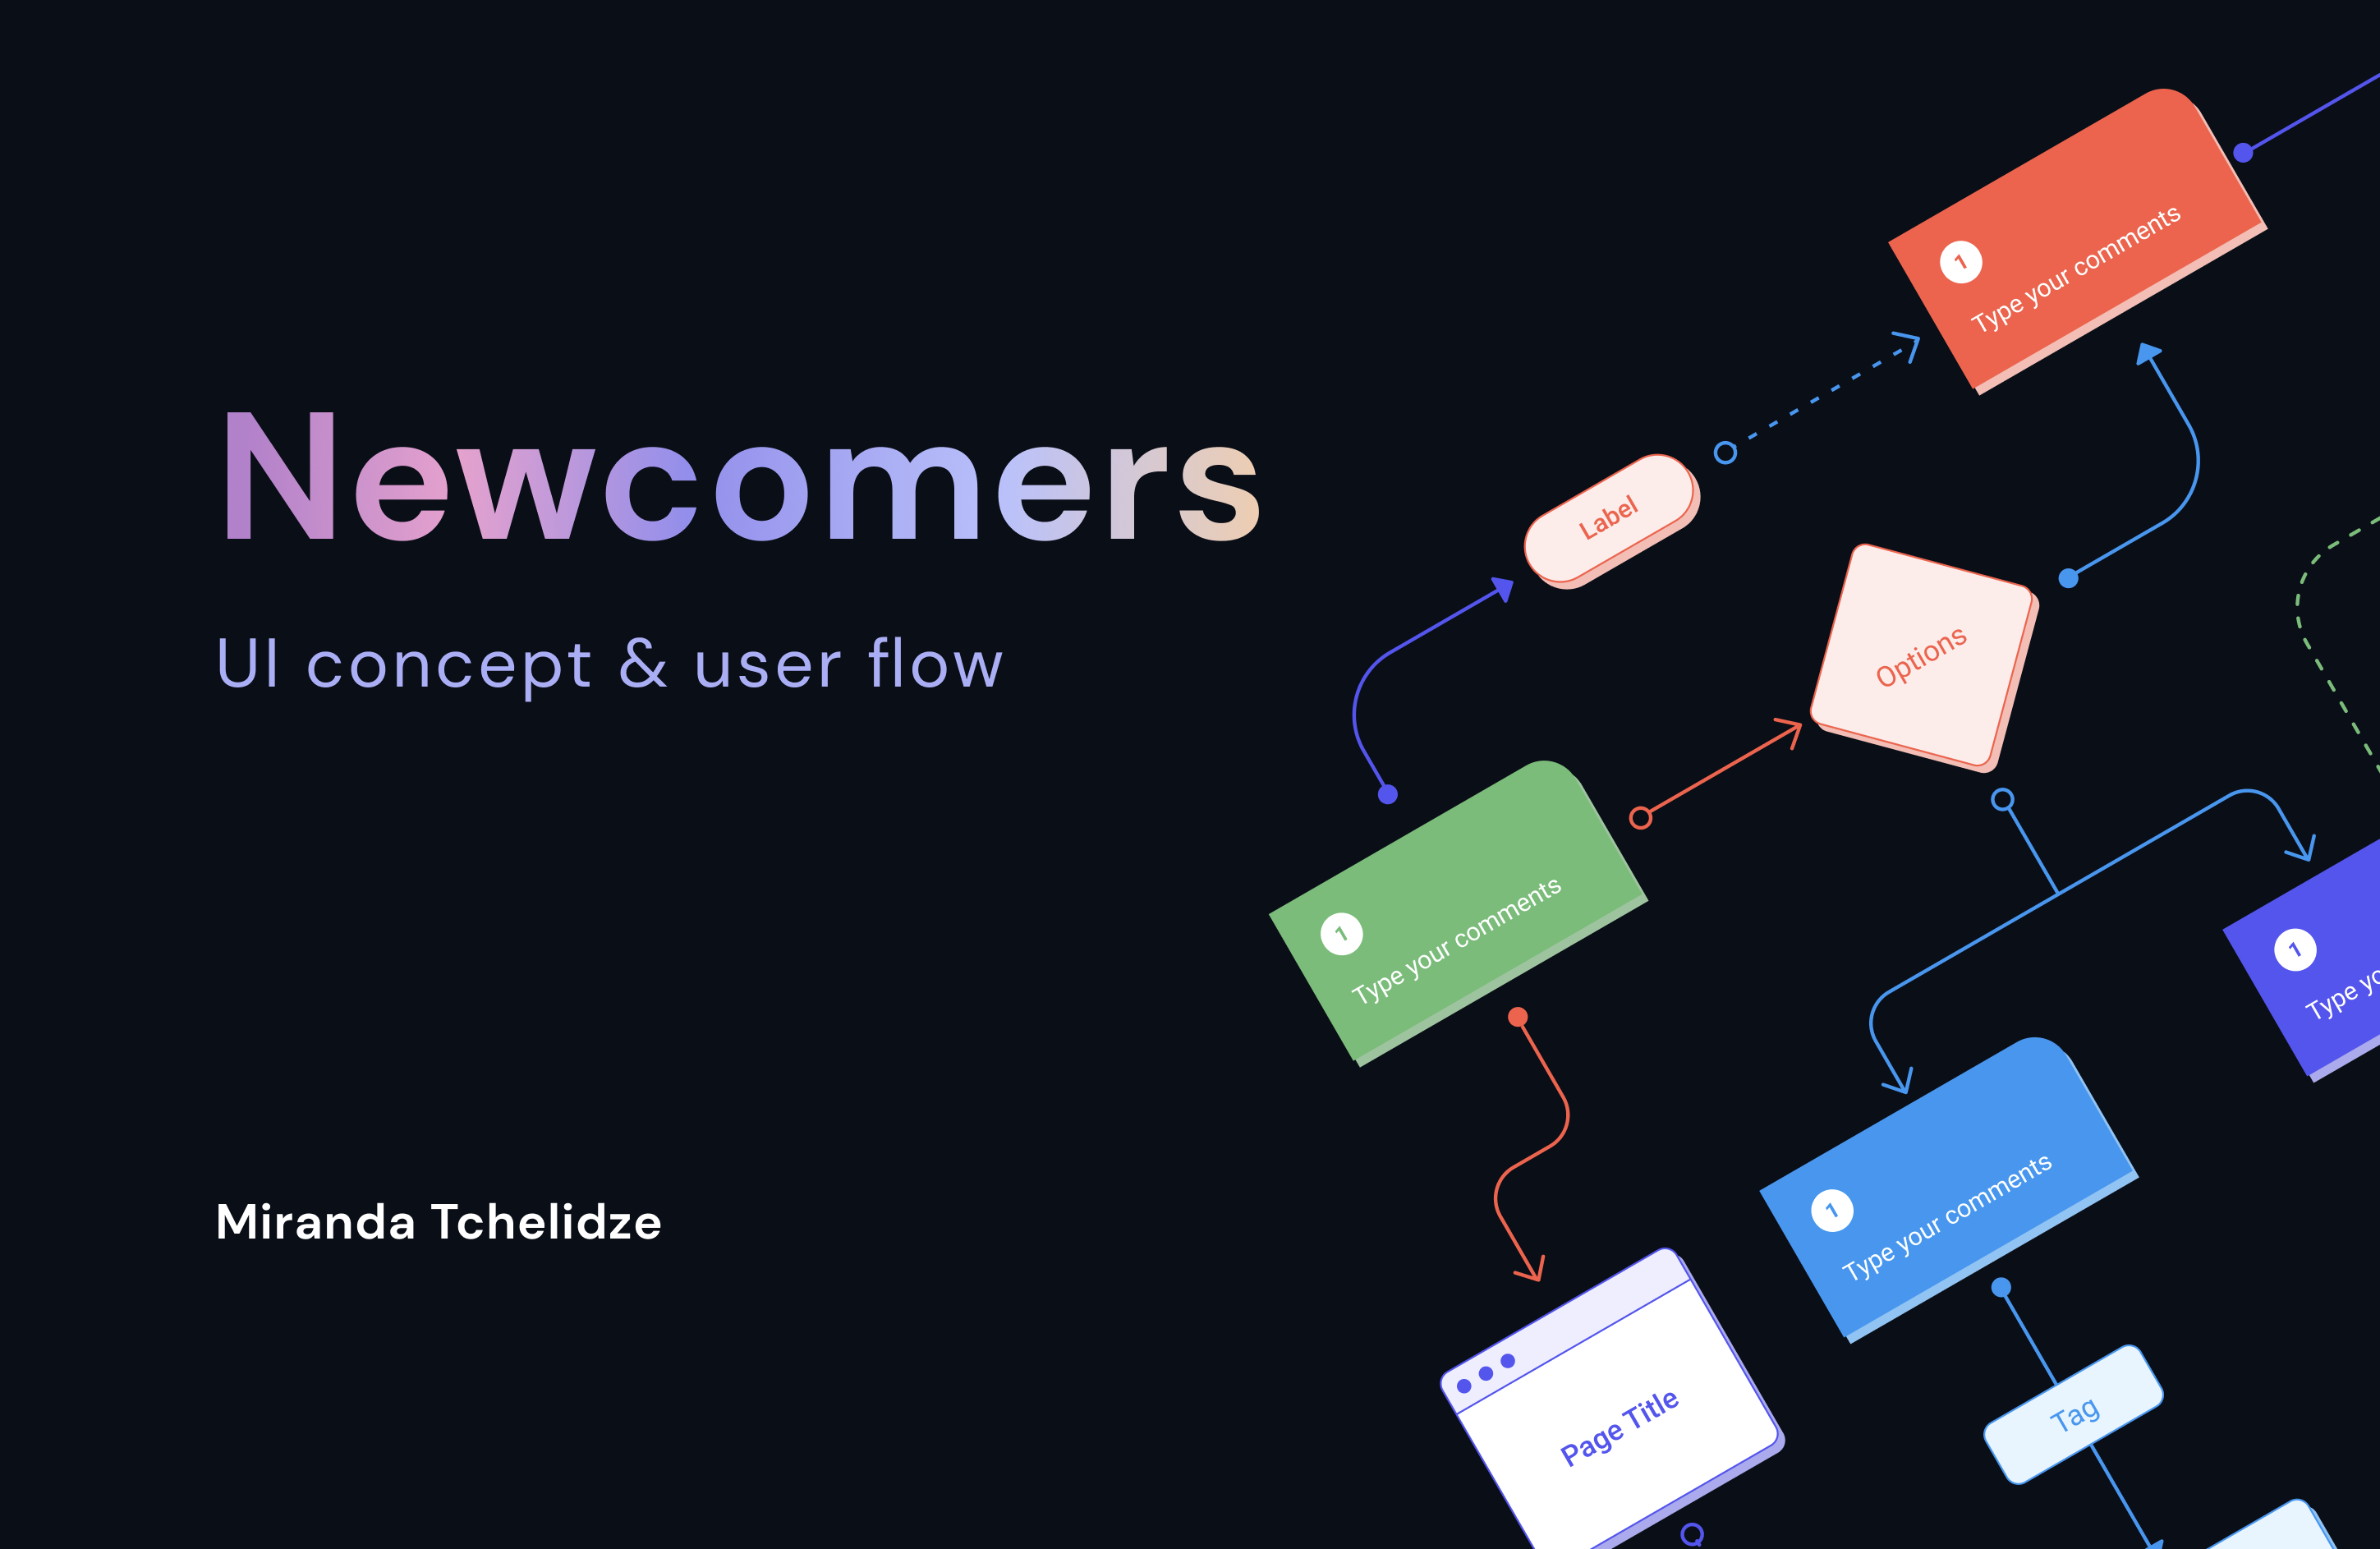 Newcomers
UI concept & user flow
Miranda Tchelidze
1
Type your comments
Label
Options
1
Type your comments
1
Type yo
1
Type your comments
Page Title
Tag